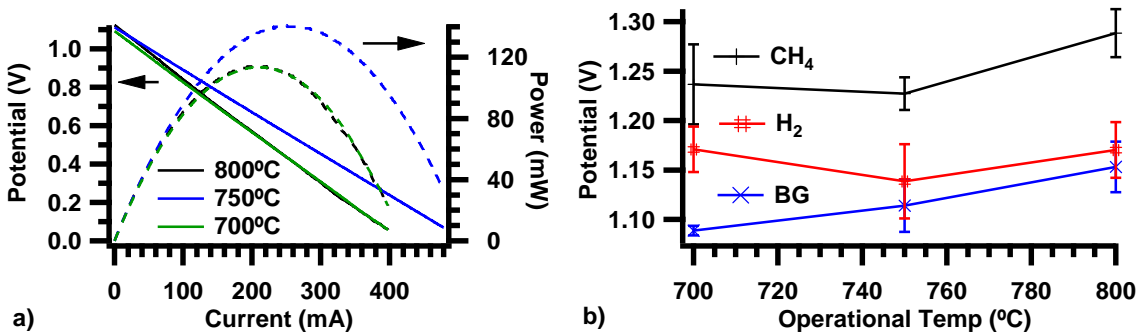 Potential (V)
1.0
0.8
0.6
0.4
0.2
0.0
0
100
200
300
400
Current (mA)
120
80
40
0
Power (mW)
800ºC
750ºC
700ºC
a)
Potential (V)
1.30
1.25
1.20
1.15
1.10
700
720
740
760
780
800
Operational Temp (ºC)
CH₄
H₂
BG
b)